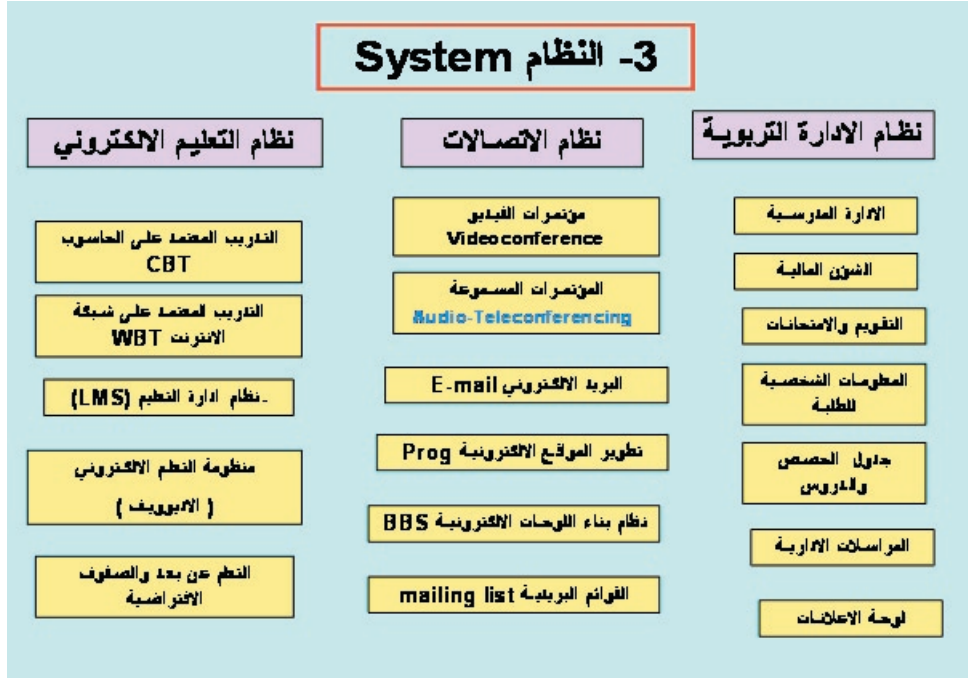 3- النظام System
نظام الادارة التربوية
الادارة المدرسية
الشؤن المالية
التقويم والامتحانات
المعلومات الشخصية
للطلبة
جدول الحصص
والدروس
المراسلات الادارية
لوحة الاعلانات
نظام الاتصالات
مؤتمرات الفيديو
Videoconference
المؤتمرات المسموعة
Audio-Teleconferencing
البريد الالكتروني E-mail
تطوير المواقع الالكترونية Prog
نظام بناء اللوحات الالكترونية BBS
القوائم البريدية mailing list
نظام التعليم الالكتروني
التدريب المعتمد على الحاسوب
CBT
التدريب المعتمد على شبكة
الانترنت WBT
-نظام ادارة التعليم (LMS)
منظومة التعلم الالكتروني
( الاديوويف )
التعلم عن بعد والصفوف
الافتراضية